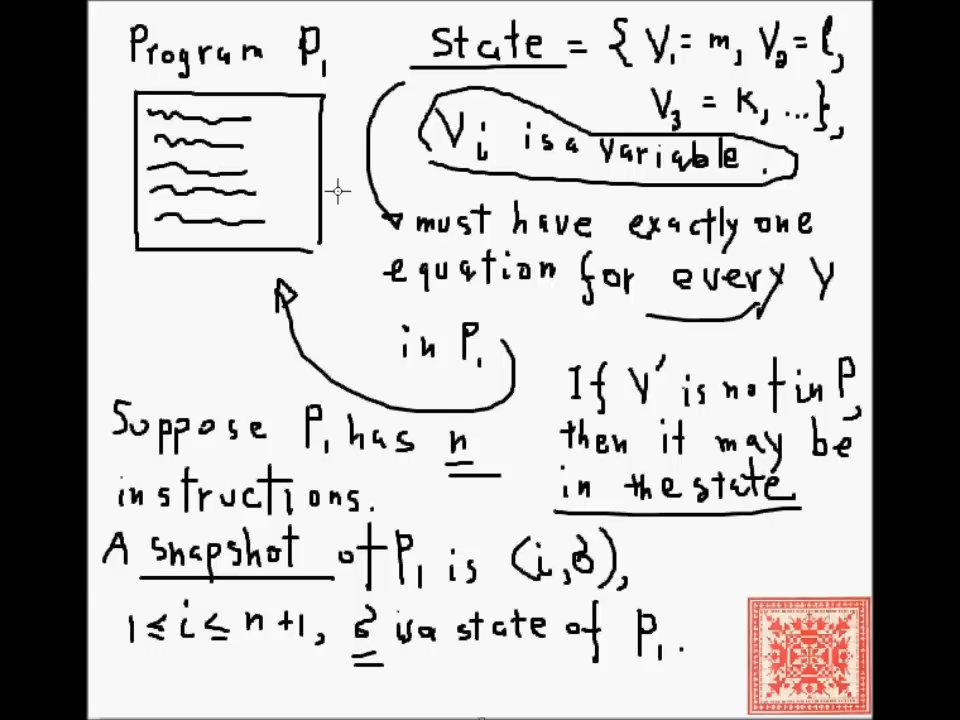 Program P₁
State = { V₁ = m, V₂ = l,
V₃ = K, ...},
Vᵢ is a variable.
must have exactly one
equation for every V
in P₁
If V' is not in P,
then it may be
in the state
Suppose P₁ has n
instructions.
A snapshot of P₁ is (i, δ),
1 ≤ i ≤ n+1, δ is a state of P₁.